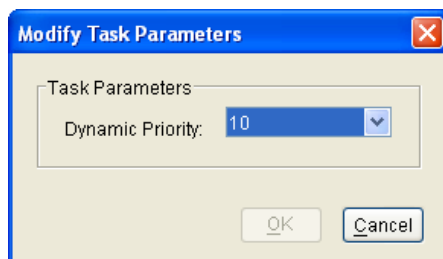 Modify Task Parameters
Task Parameters
Dynamic Priority: 10
OK Cancel